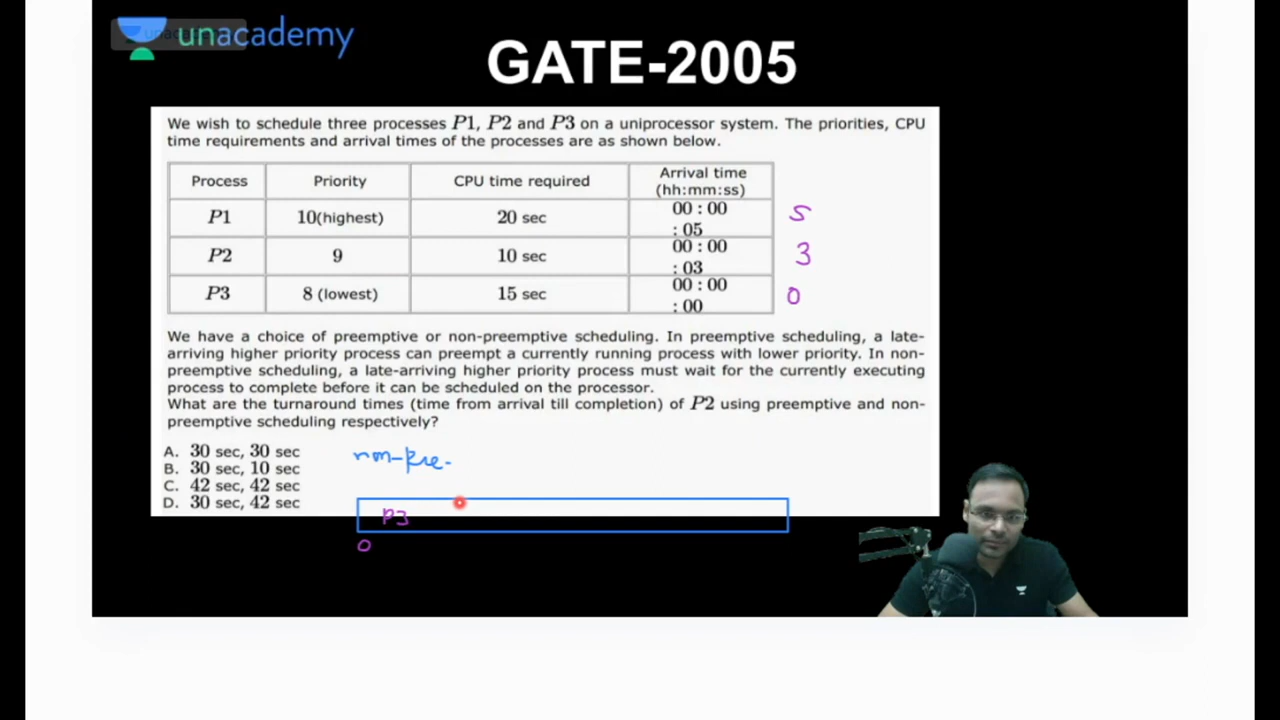 unacademy
GATE-2005
We wish to schedule three processes P1, P2 and P3 on a uniprocessor system. The priorities, CPU
time requirements and arrival times of the processes are as shown below.
Process Priority CPU time required Arrival time (hh:mm:ss)
P1 10(highest) 20 sec 00 : 00 : 05 5
P2 9 10 sec 00 : 00 : 03 3
P3 8 (lowest) 15 sec 00 : 00 : 00 0
We have a choice of preemptive or non-preemptive scheduling. In preemptive scheduling, a late-
arriving higher priority process can preempt a currently running process with lower priority. In non-
preemptive scheduling, a late-arriving higher priority process must wait for the currently executing
process to complete before it can be scheduled on the processor.
What are the turnaround times (time from arrival till completion) of P2 using preemptive and non-
preemptive scheduling respectively?
A. 30 sec, 30 sec
B. 30 sec, 10 sec
C. 42 sec, 42 sec
D. 30 sec, 42 sec
non-pre-
P3
0